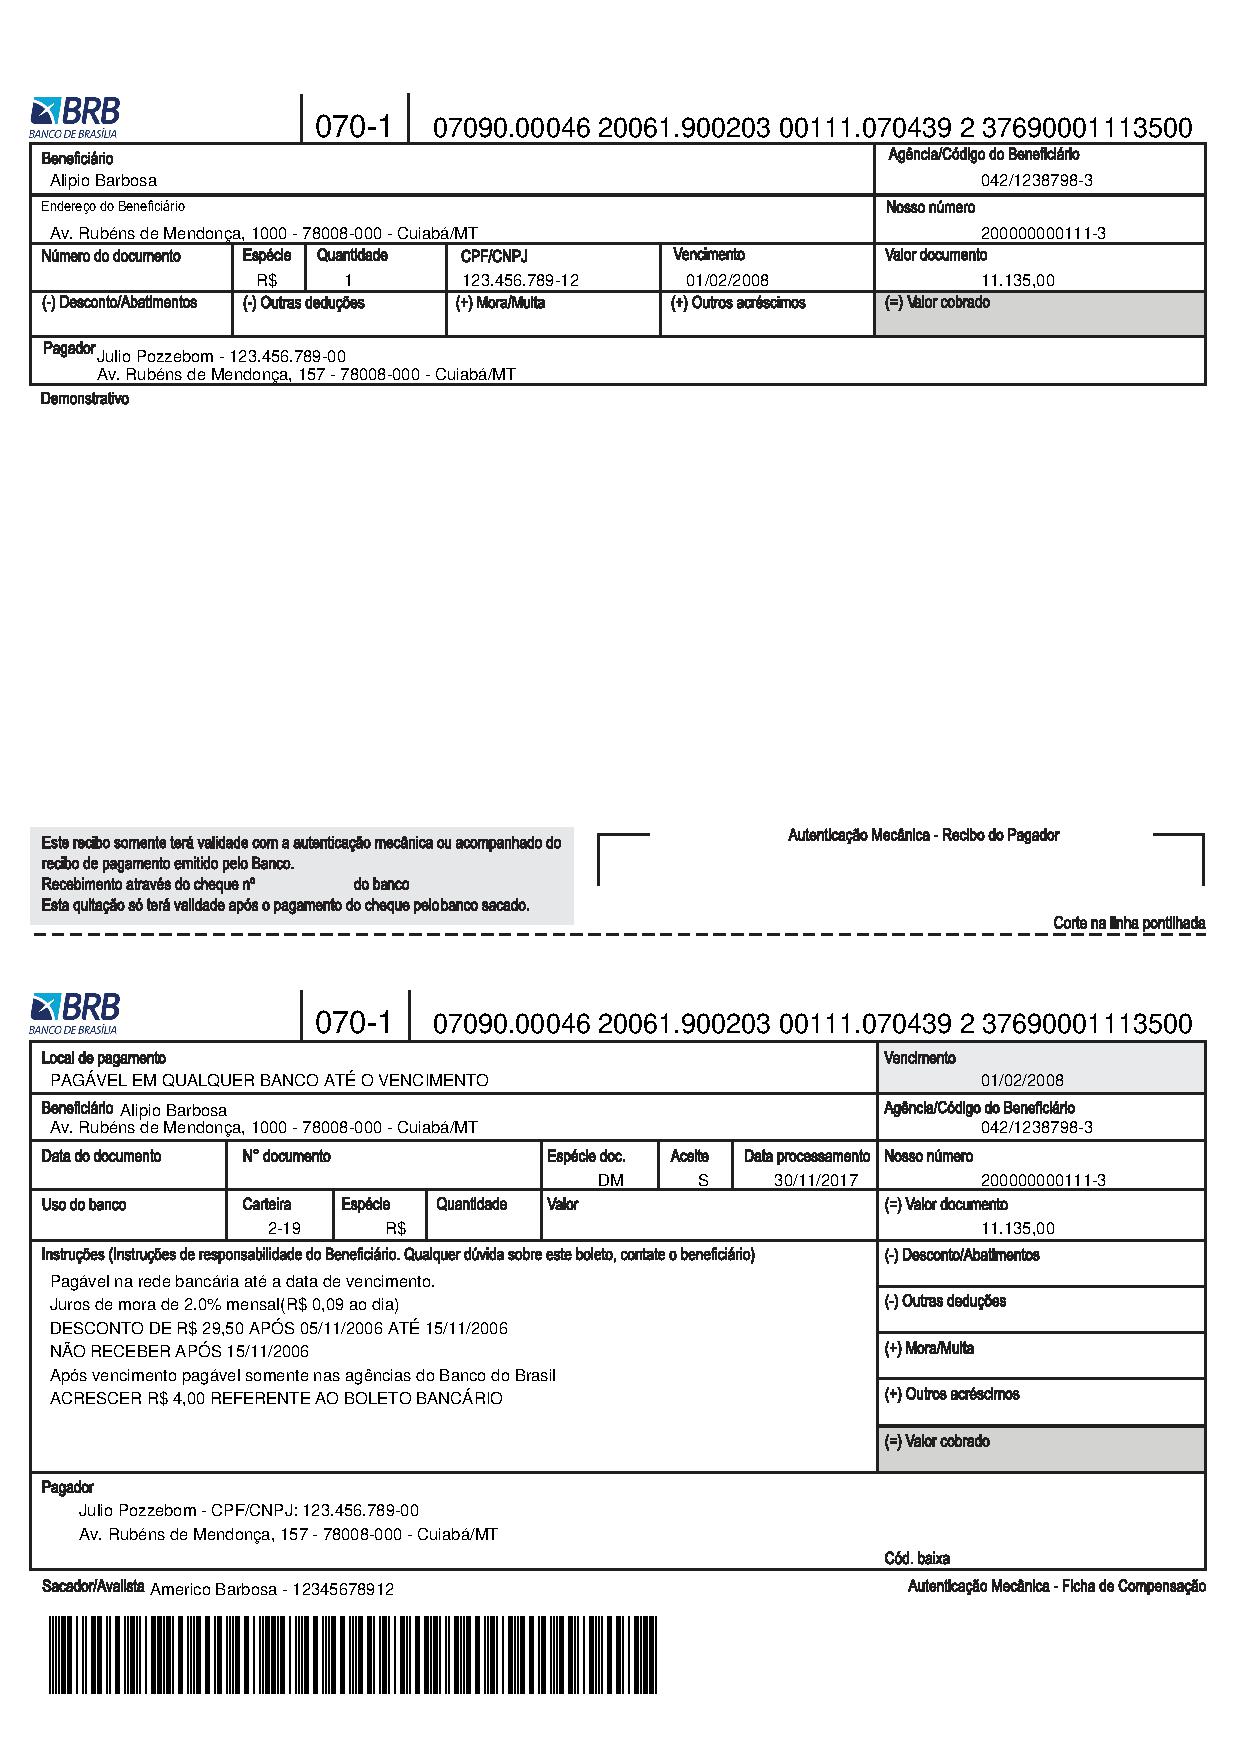 BRB
BANCO DE BRASÍLIA
070-1
07090.00046 20061.900203 00111.070439 2 37690001113500
Beneficiário
Agência/Código do Beneficiário
Alipio Barbosa
042/1238798-3
Endereço do Beneficiário
Nosso número
Av. Rubéns de Mendonça, 1000 - 78008-000 - Cuiabá/MT
200000000111-3
Número do documento Espécie Quantidade CPF/CNPJ Vencimento Valor documento
R$ 1 123.456.789-12 01/02/2008 11.135,00
(-) Desconto/Abatimentos (-) Outras deduções (+) Mora/Multa (+) Outros acréscimos (=) Valor cobrado
Pagador Julio Pozzebom - 123.456.789-00
Av. Rubéns de Mendonça, 157 - 78008-000 - Cuiabá/MT
Demonstrativo
Este recibo somente terá validade com a autenticação mecânica ou acompanhado do
recibo de pagamento emitido pelo Banco.
Recebimento através do cheque nº do banco
Esta quitação só terá validade após o pagamento do cheque pelobanco sacado.
Autenticação Mecânica - Recibo do Pagador
Corte na linha pontilhada
BRB
BANCO DE BRASÍLIA
070-1
07090.00046 20061.900203 00111.070439 2 37690001113500
Local de pagamento
Vencimento
PAGÁVEL EM QUALQUER BANCO ATÉ O VENCIMENTO
01/02/2008
Beneficiário Alipio Barbosa
Agência/Código do Beneficiário
Av. Rubéns de Mendonça, 1000 - 78008-000 - Cuiabá/MT
042/1238798-3
Data do documento N° documento Espécie doc. Aceite Data processamento Nosso número
DM S 30/11/2017 200000000111-3
Uso do banco Carteira Espécie Quantidade Valor (=) Valor documento
2-19 R$ 11.135,00
Instruções (Instruções de responsabilidade do Beneficiário. Qualquer dúvida sobre este boleto, contate o beneficiário)
(-) Desconto/Abatimentos
Pagável na rede bancária até a data de vencimento.
Juros de mora de 2.0% mensal(R$ 0,09 ao dia)
(-) Outras deduções
DESCONTO DE R$ 29,50 APÓS 05/11/2006 ATÉ 15/11/2006
NÃO RECEBER APÓS 15/11/2006
(+) Mora/Multa
Após vencimento pagável somente nas agências do Banco do Brasil
ACRESCER R$ 4,00 REFERENTE AO BOLETO BANCÁRIO
(+) Outros acréscimos
(=) Valor cobrado
Pagador
Julio Pozzebom - CPF/CNPJ: 123.456.789-00
Av. Rubéns de Mendonça, 157 - 78008-000 - Cuiabá/MT
Cód. baixa
Sacador/Avalista Americo Barbosa - 12345678912
Autenticação Mecânica - Ficha de Compensação